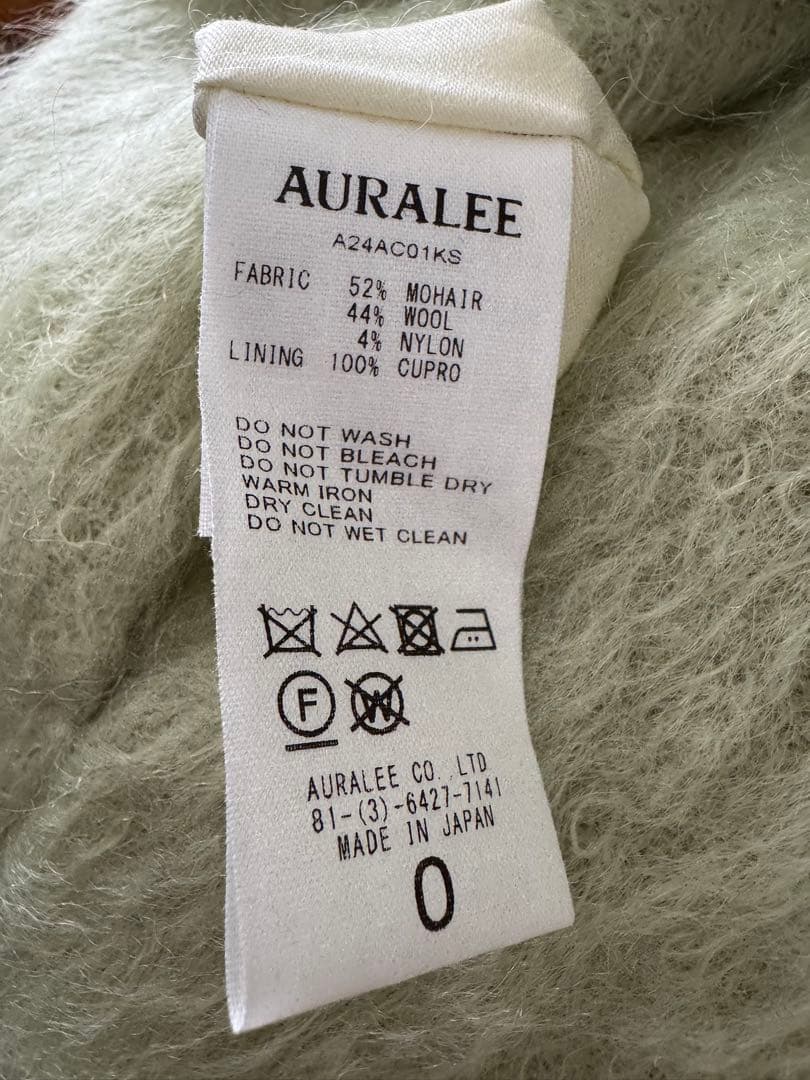 AURALEE
A24AC01KS
FABRIC 52% MOHAIR
44% WOOL
4% NYLON
LINING 100% CUPRO
DO NOT WASH
DO NOT BLEACH
DO NOT TUMBLE DRY
WARM IRON
DRY CLEAN
DO NOT WET CLEAN
F W
AURALEE CO.,LTD
81-(3)-6427-7141
MADE IN JAPAN
0